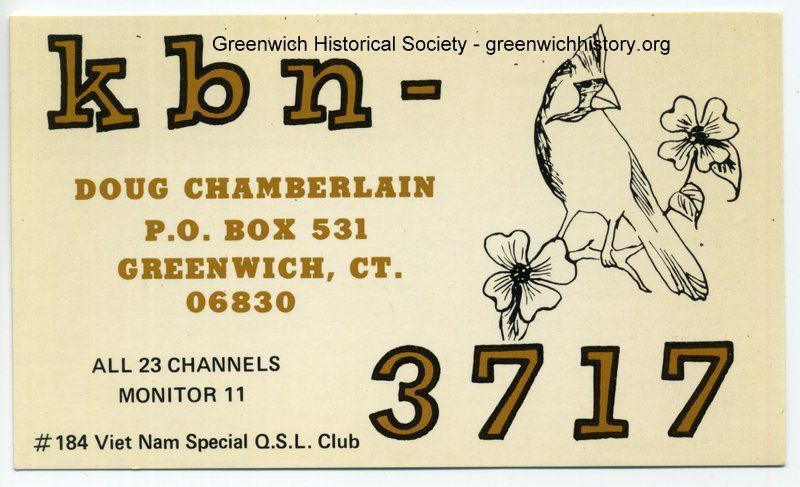 Greenwich Historical Society - greenwichhistory.org
kbn-
DOUG CHAMBERLAIN
P.O. BOX 531
GREENWICH, CT.
06830
ALL 23 CHANNELS
MONITOR 11
3717
#184 Viet Nam Special Q.S.L. Club